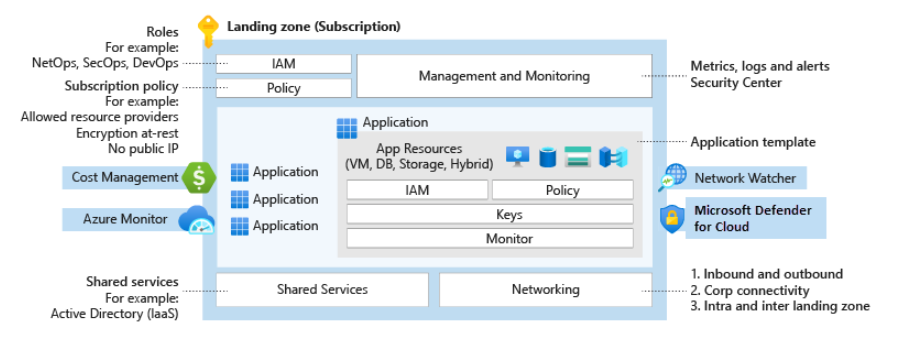 Landing zone (Subscription)
Roles
For example:
NetOps, SecOps, DevOps
Subscription policy
For example:
Allowed resource providers
Encryption at-rest
No public IP
Cost Management
Azure Monitor
Shared services
For example:
Active Directory (IaaS)
IAM
Policy
Management and Monitoring
Application
Application
Application
Application
App Resources
(VM, DB, Storage, Hybrid)
IAM
Policy
Keys
Monitor
Shared Services
Networking
Metrics, logs and alerts
Security Center
Application template
Network Watcher
Microsoft Defender
for Cloud
1. Inbound and outbound
2. Corp connectivity
3. Intra and inter landing zone